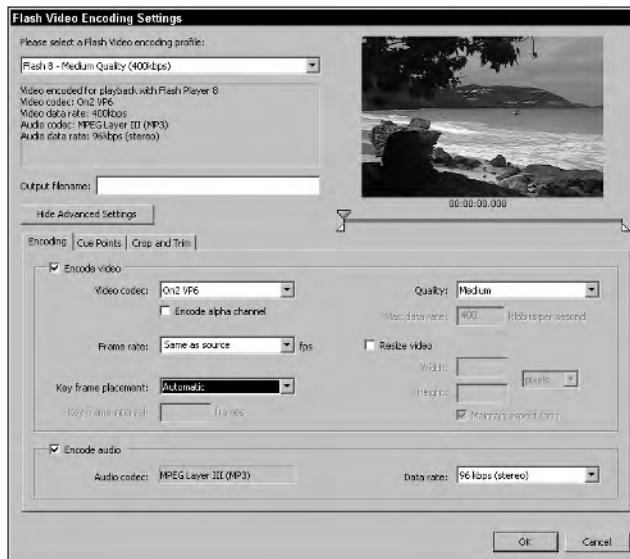 Flash Video Encoding Settings
Please select a Flash Video encoding profile:
Flash 8 - Medium Quality (400kbps)
Video encoded for playback with Flash Player 8
Video codec: On2 VP6
Video data rate: 400kbps
Audio codec: MPEG Layer III (MP3)
Audio data rate: 96kbps (stereo)
Output filename:
00:00:00.000
Hide Advanced Settings
Encoding Cue Points Crop and Trim
Encode video
Video codec: On2 VP6 Quality: Medium
Encode alpha channel Max data rate: 400 kilobits per second
Frame rate: Same as source fps Resize video
Width:
Key frame placement: Automatic pixels
Height:
Key frame interval: frames Maintain aspect ratio
Encode audio
Audio codec: MPEG Layer III (MP3) Data rate: 96 kbps (stereo)
OK Cancel